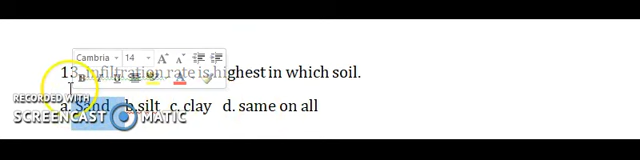 Cambria 14
13. Infiltration rate is highest in which soil.
RECORDED WITH
a. Sand b.silt c. clay d. same on all
SCREENCAST MATIC